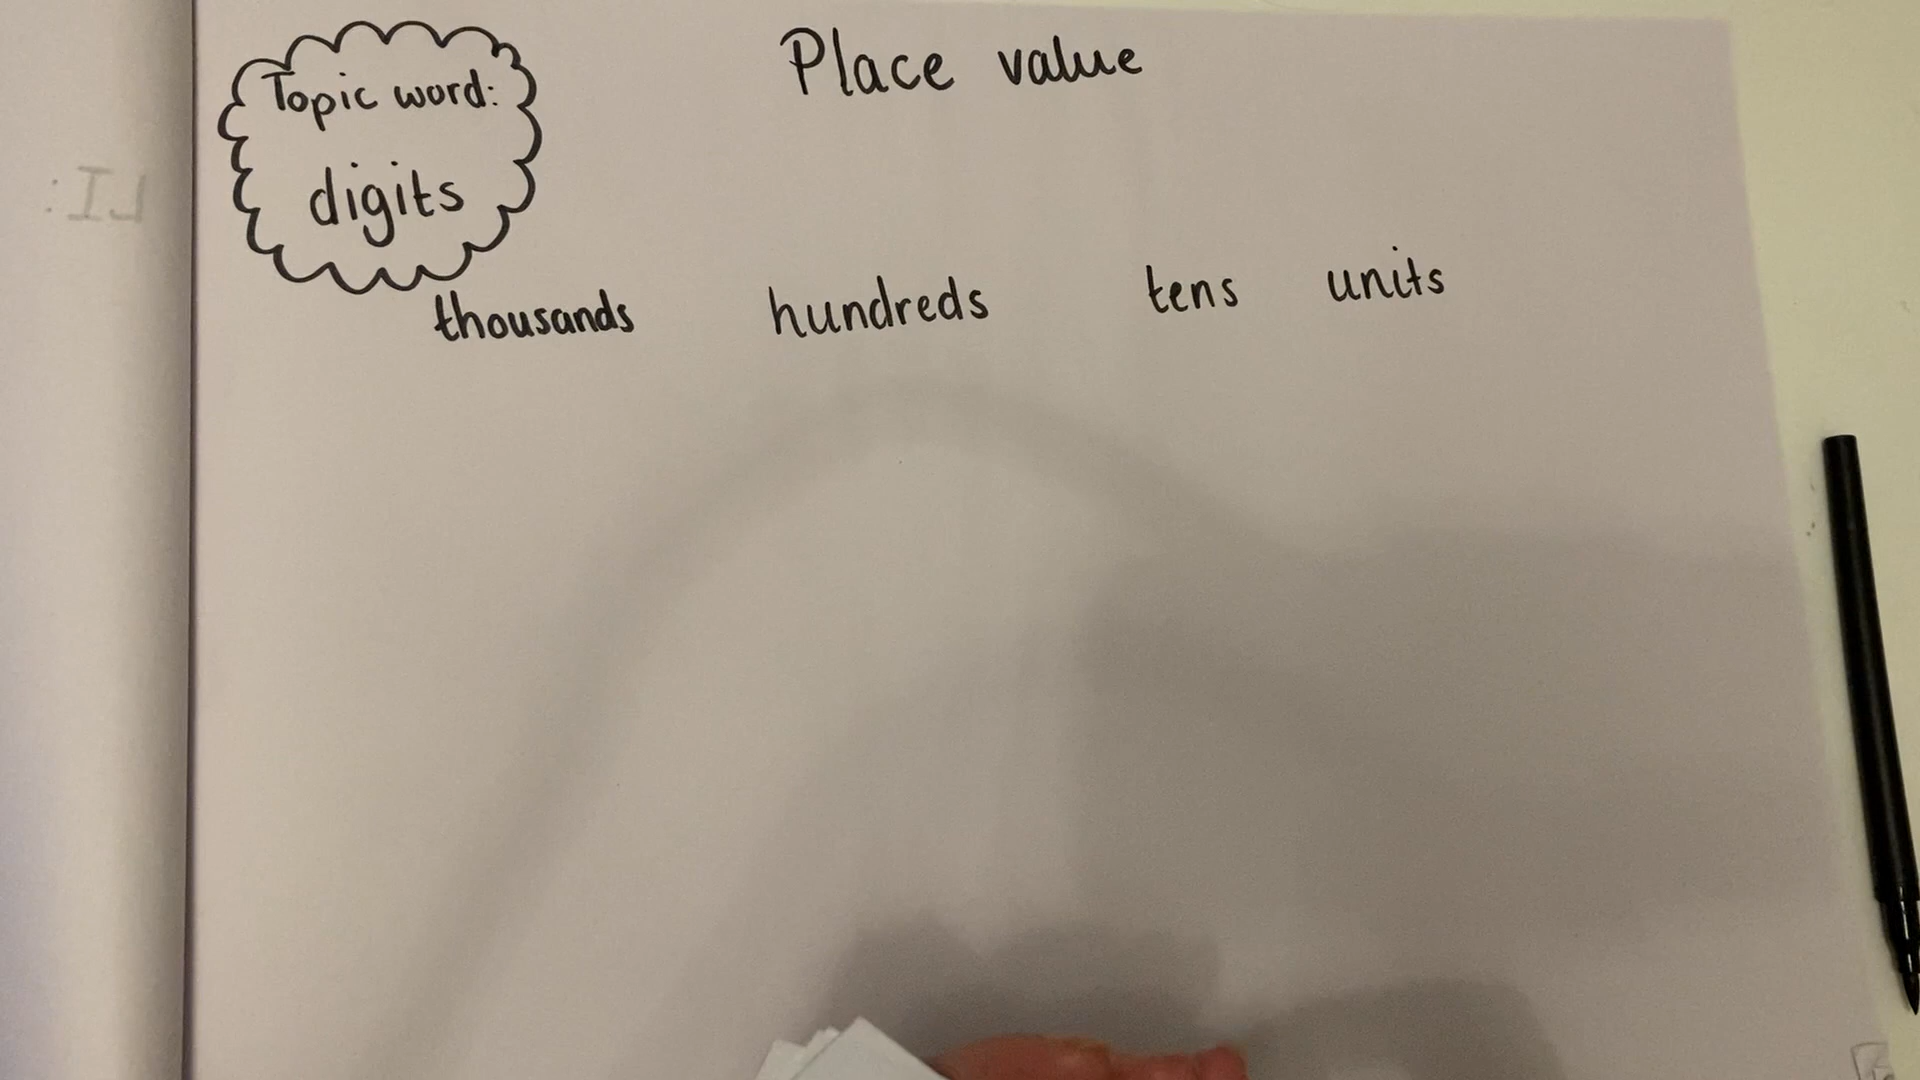 Place value
Topic word:
digits
thousands hundreds tens units
LI: